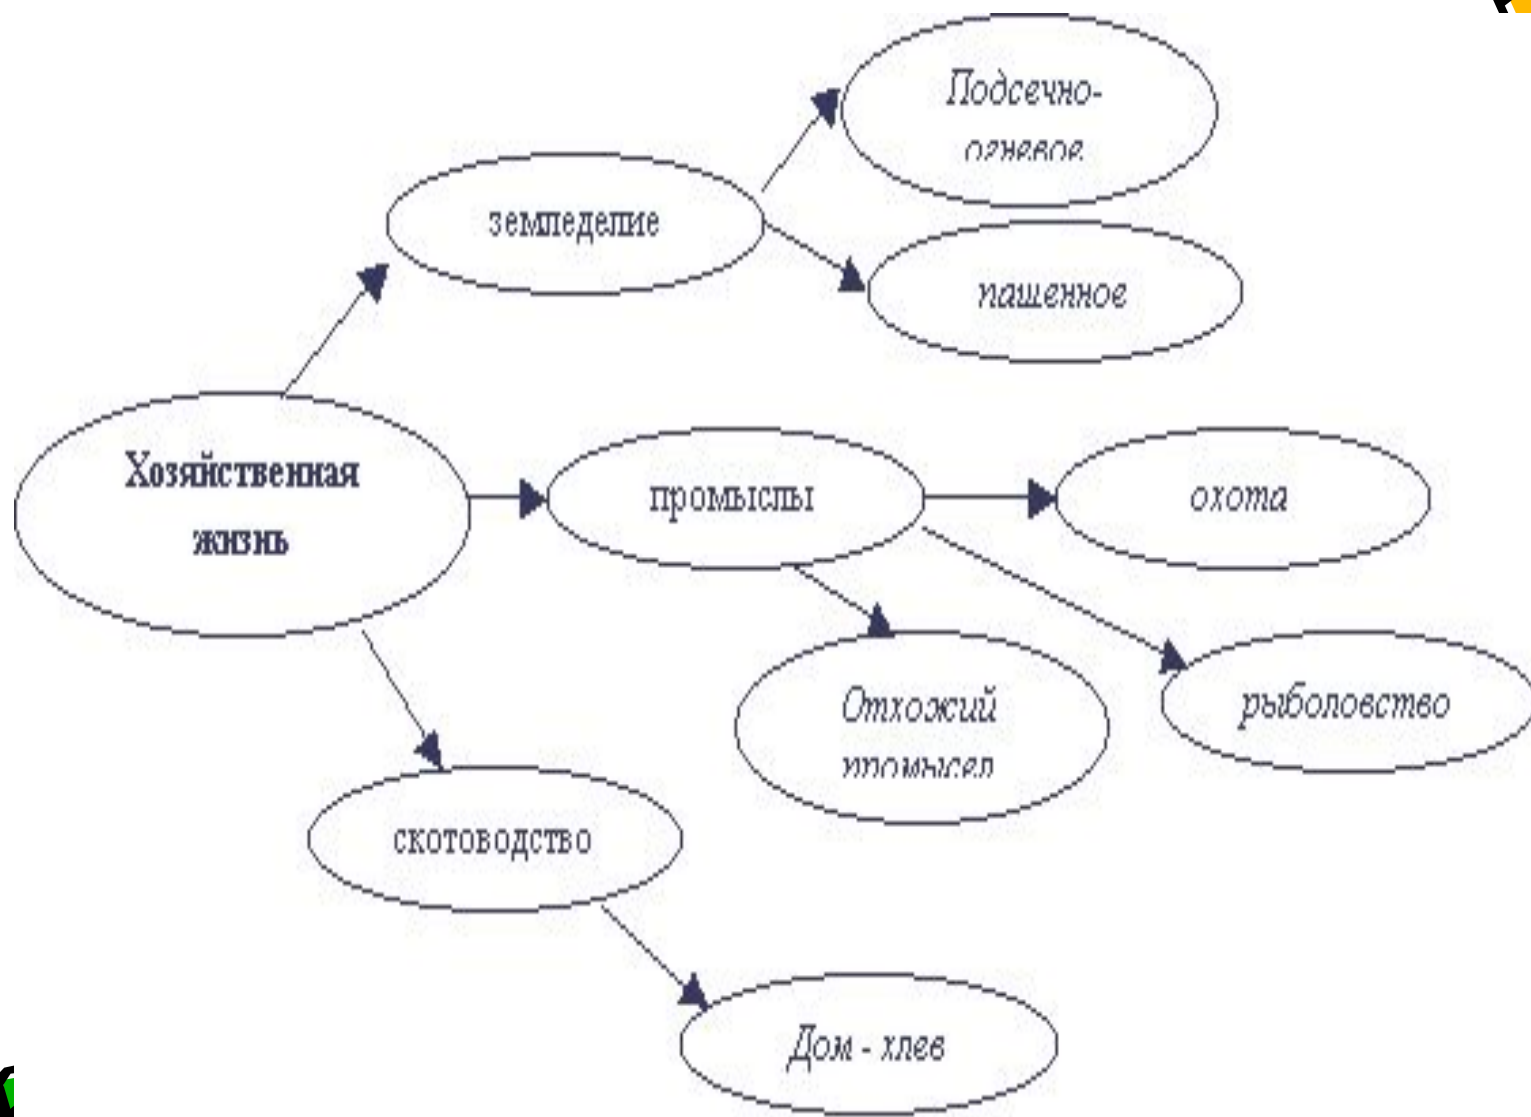 Подсечно-
огневое
земледелие
пашенное
Хозяйственная
жизнь
промыслы
охота
Отхожий
промысел
рыболовство
скотоводство
Дом - хлев